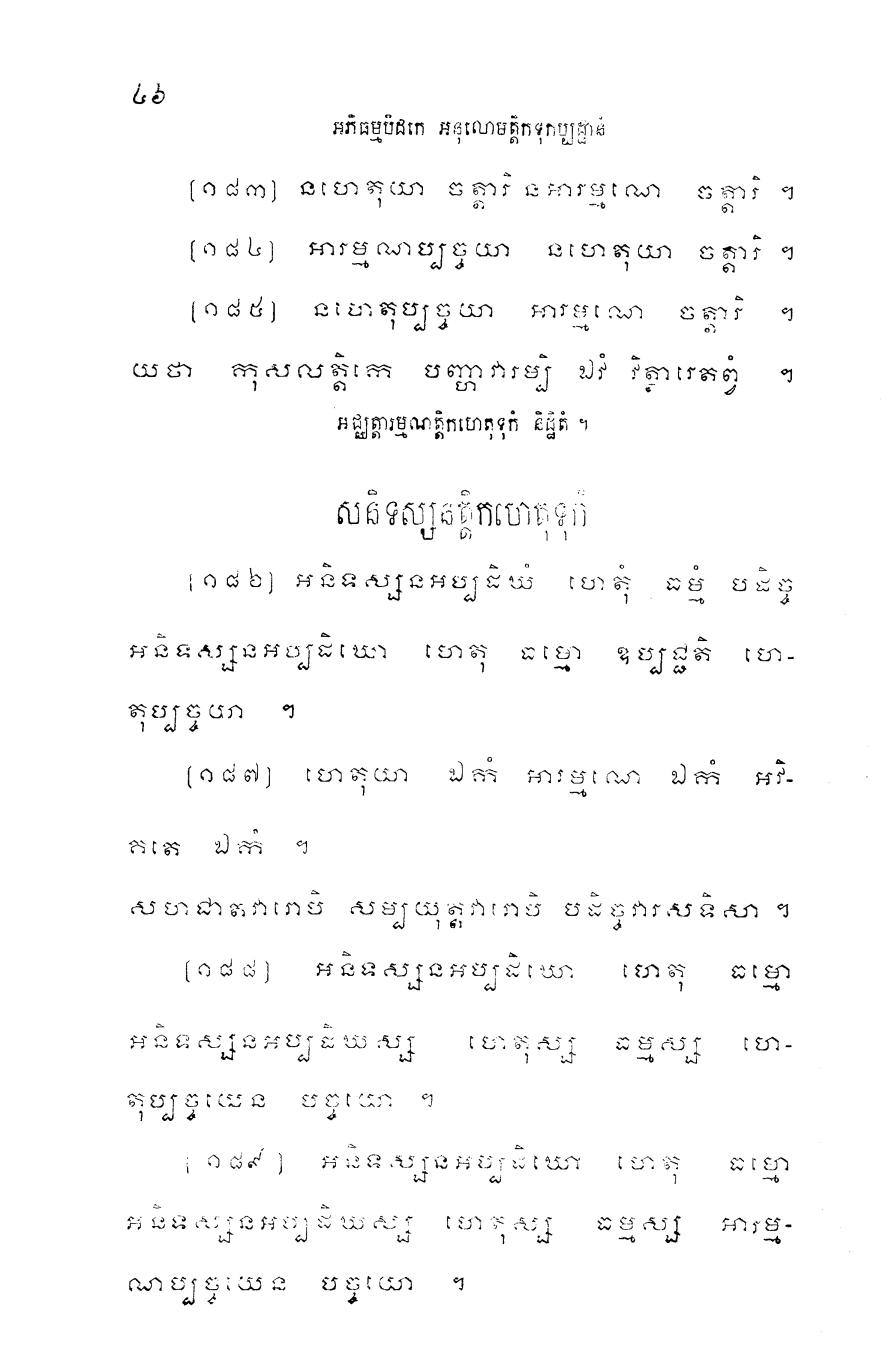 ៤៦
អភិធម្មបិដកេ អនុលោមត្តិកទុកប្បដ្ឋានំ
[១៨៣] នហេតុយា ចត្តារិ នអារម្មណេ ចត្តារិ ។
[១៨៤] អារម្មណប្បច្ចយា នហេតុយា ចត្តារិ ។
[១៨៥] នហេតុប្បច្ចយា អារម្មណេ ចត្តារិ ។
យថា កុសលត្តិកេ បញ្ហាវារម្បិ ឯវំ វិត្ថារេតព្វំ ។
អជ្ឈត្តារម្មណត្តិកហេតុទុកំ និដ្ឋិតំ ។
សនិទស្សនត្តិកហេតុទុកំ
[១៨៦] អនិទស្សនអប្បដិឃំ ហេតុំ ធម្មំ បដិច្ច
អនិទស្សនអប្បដិឃោ ហេតុ ធម្មោ ឧប្បជ្ជតិ ហេ-
តុប្បច្ចយា ។
[១៨៧] ហេតុយា ឯកំ អារម្មណេ ឯកំ អវិ-
កតេ ឯកំ ។
សហជាតវារោបិ សម្បយុត្តវារោបិ បដិច្ចវារសទិសា ។
[១៨៨] អនិទស្សនអប្បដិឃោ ហេតុ ធម្មោ
អនិទស្សនអប្បដិឃស្ស ហេតុស្ស ធម្មស្ស ហេ-
តុប្បច្ចយេន បច្ចយោ ។
[១៨៩] អនិទស្សនអប្បដិឃោ ហេតុ ធម្មោ
អនិទស្សនអប្បដិឃស្ស ហេតុស្ស ធម្មស្ស អារម្ម-
ណប្បច្ចយេន បច្ចយោ ។